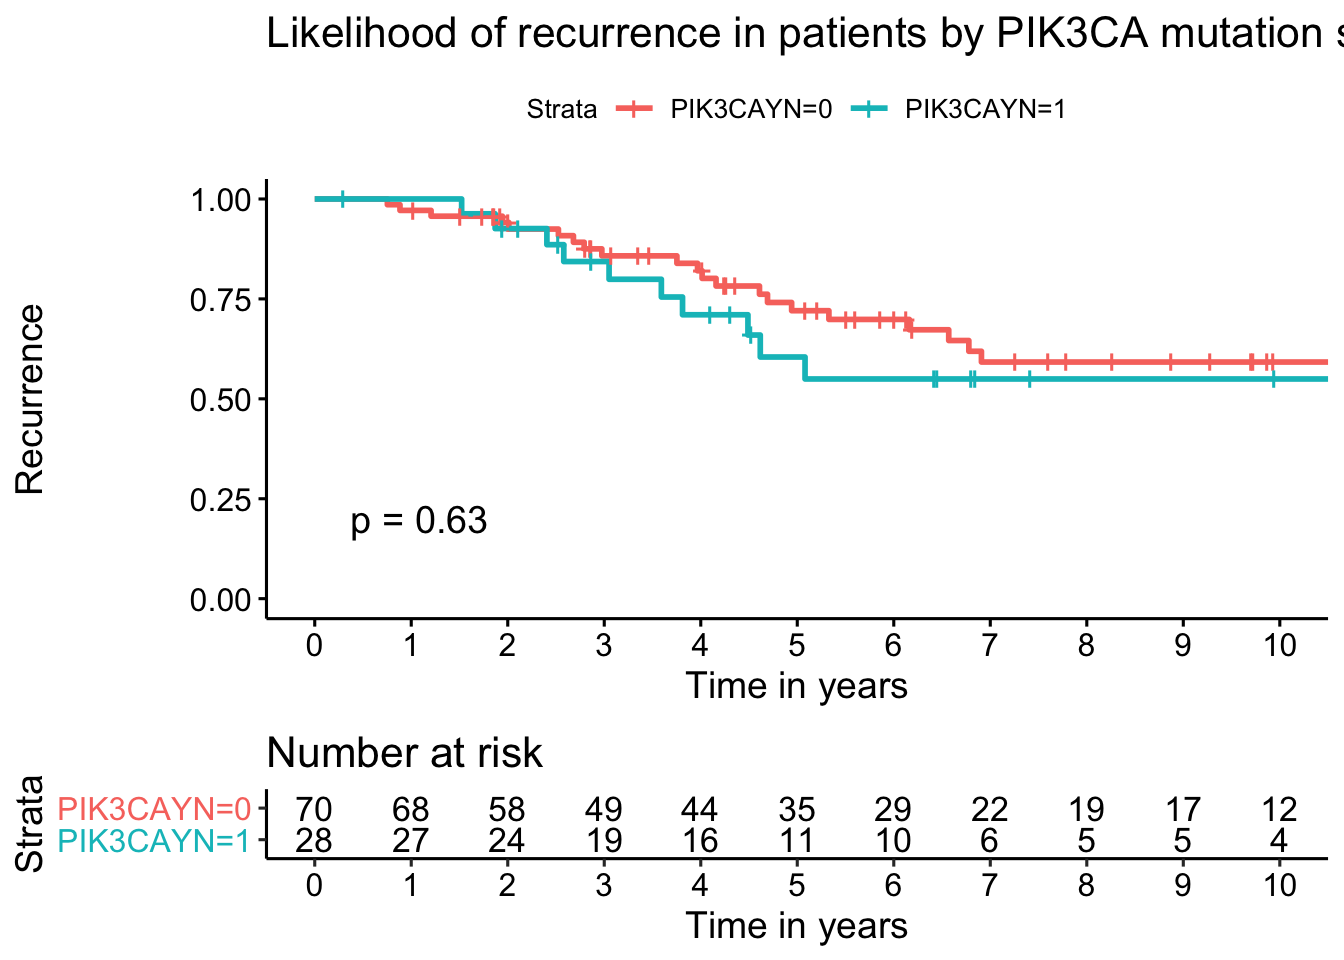 Likelihood of recurrence in patients by PIK3CA mutation
Strata PIK3CAYN=0 PIK3CAYN=1
Recurrence
1.00
0.75
0.50
0.25
0.00
p = 0.63
0 1 2 3 4 5 6 7 8 9 10
Time in years
Number at risk
Strata
PIK3CAYN=0 70 68 58 49 44 35 29 22 19 17 12
PIK3CAYN=1 28 27 24 19 16 11 10 6 5 5 4
0 1 2 3 4 5 6 7 8 9 10
Time in years